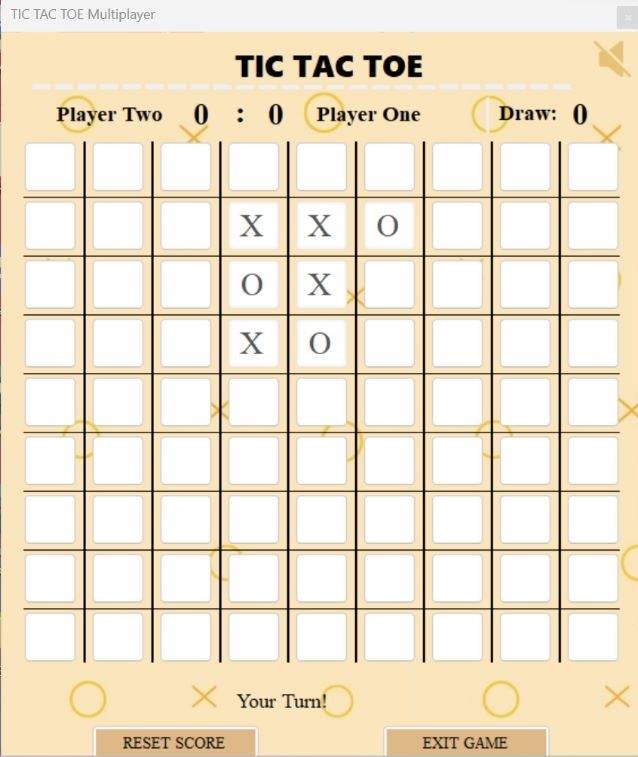 TIC TAC TOE Multiplayer
TIC TAC TOE
Player Two 0 : 0 Player One Draw: 0
X X O
O X
X O
Your Turn!
RESET SCORE EXIT GAME